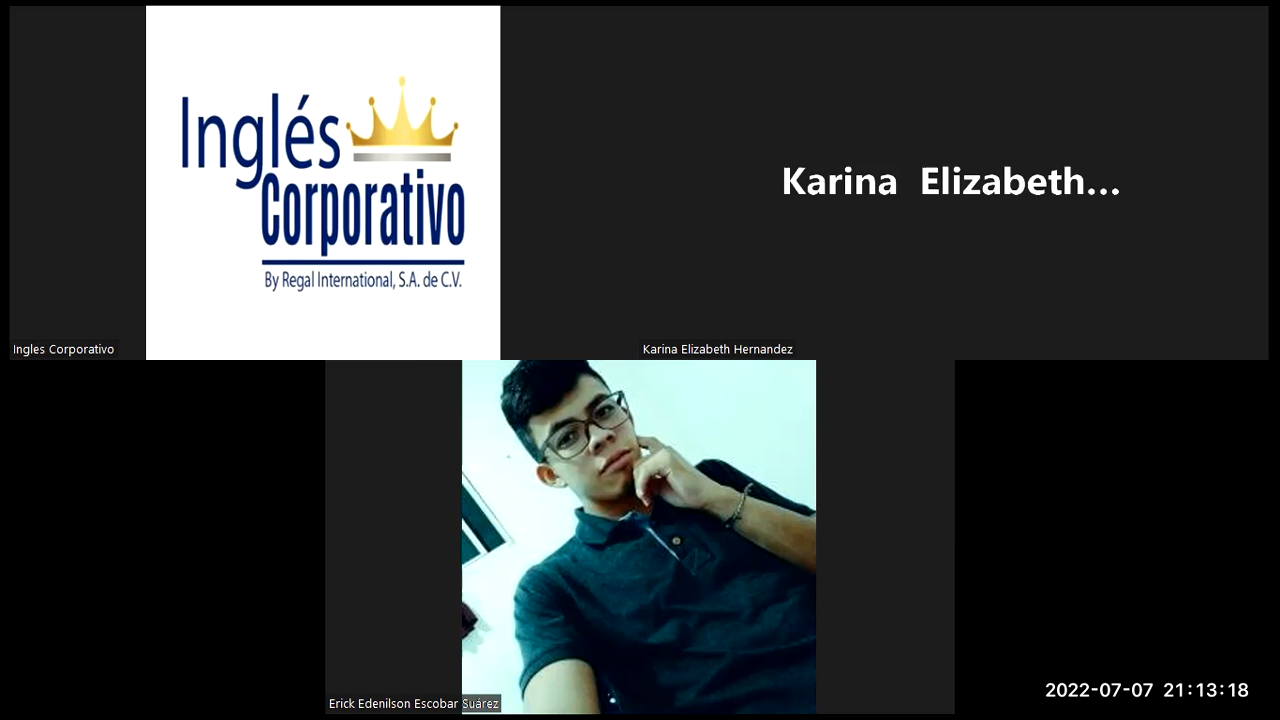 Inglés
Corporativo
By Regal International, S.A. de C.V.
Karina Elizabeth...
Ingles Corporativo
Karina Elizabeth Hernandez
Erick Edenilson Escobar Suárez
2022-07-07 21:13:18